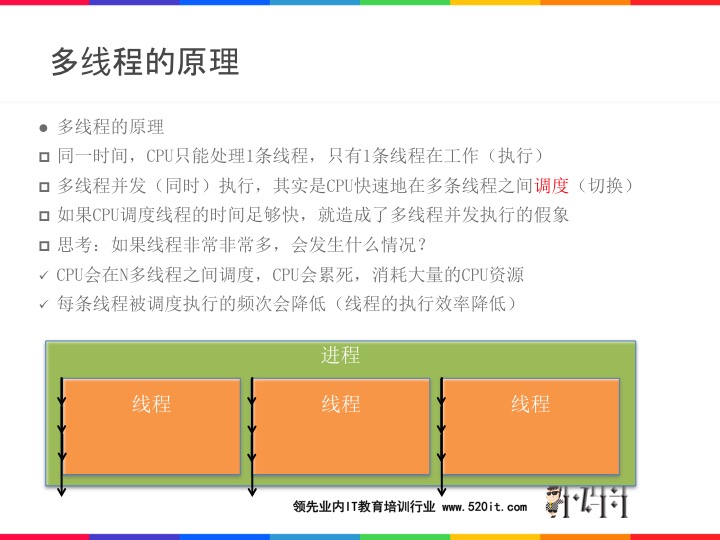 多线程的原理
多线程的原理
同一时间，CPU只能处理1条线程，只有1条线程在工作（执行）
多线程并发（同时）执行，其实是CPU快速地在多条线程之间调度（切换）
如果CPU调度线程的时间足够快，就造成了多线程并发执行的假象
思考：如果线程非常非常多，会发生什么情况？
CPU会在N多线程之间调度，CPU会累死，消耗大量的CPU资源
每条线程被调度执行的频次会降低（线程的执行效率降低）
进程
线程 线程 线程
领先业内IT教育培训行业 www.520it.com